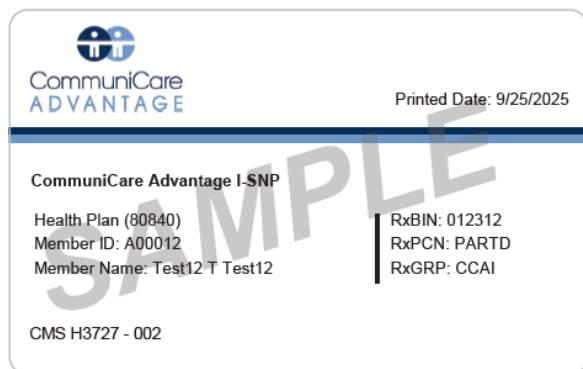 CommuniCare
ADVANTAGE
Printed Date: 9/25/2025
SAMPLE
CommuniCare Advantage I-SNP
Health Plan (80840)
Member ID: A00012
Member Name: Test12 T Test12
RxBIN: 012312
RxPCN: PARTD
RxGRP: CCAI
CMS H3727 - 002